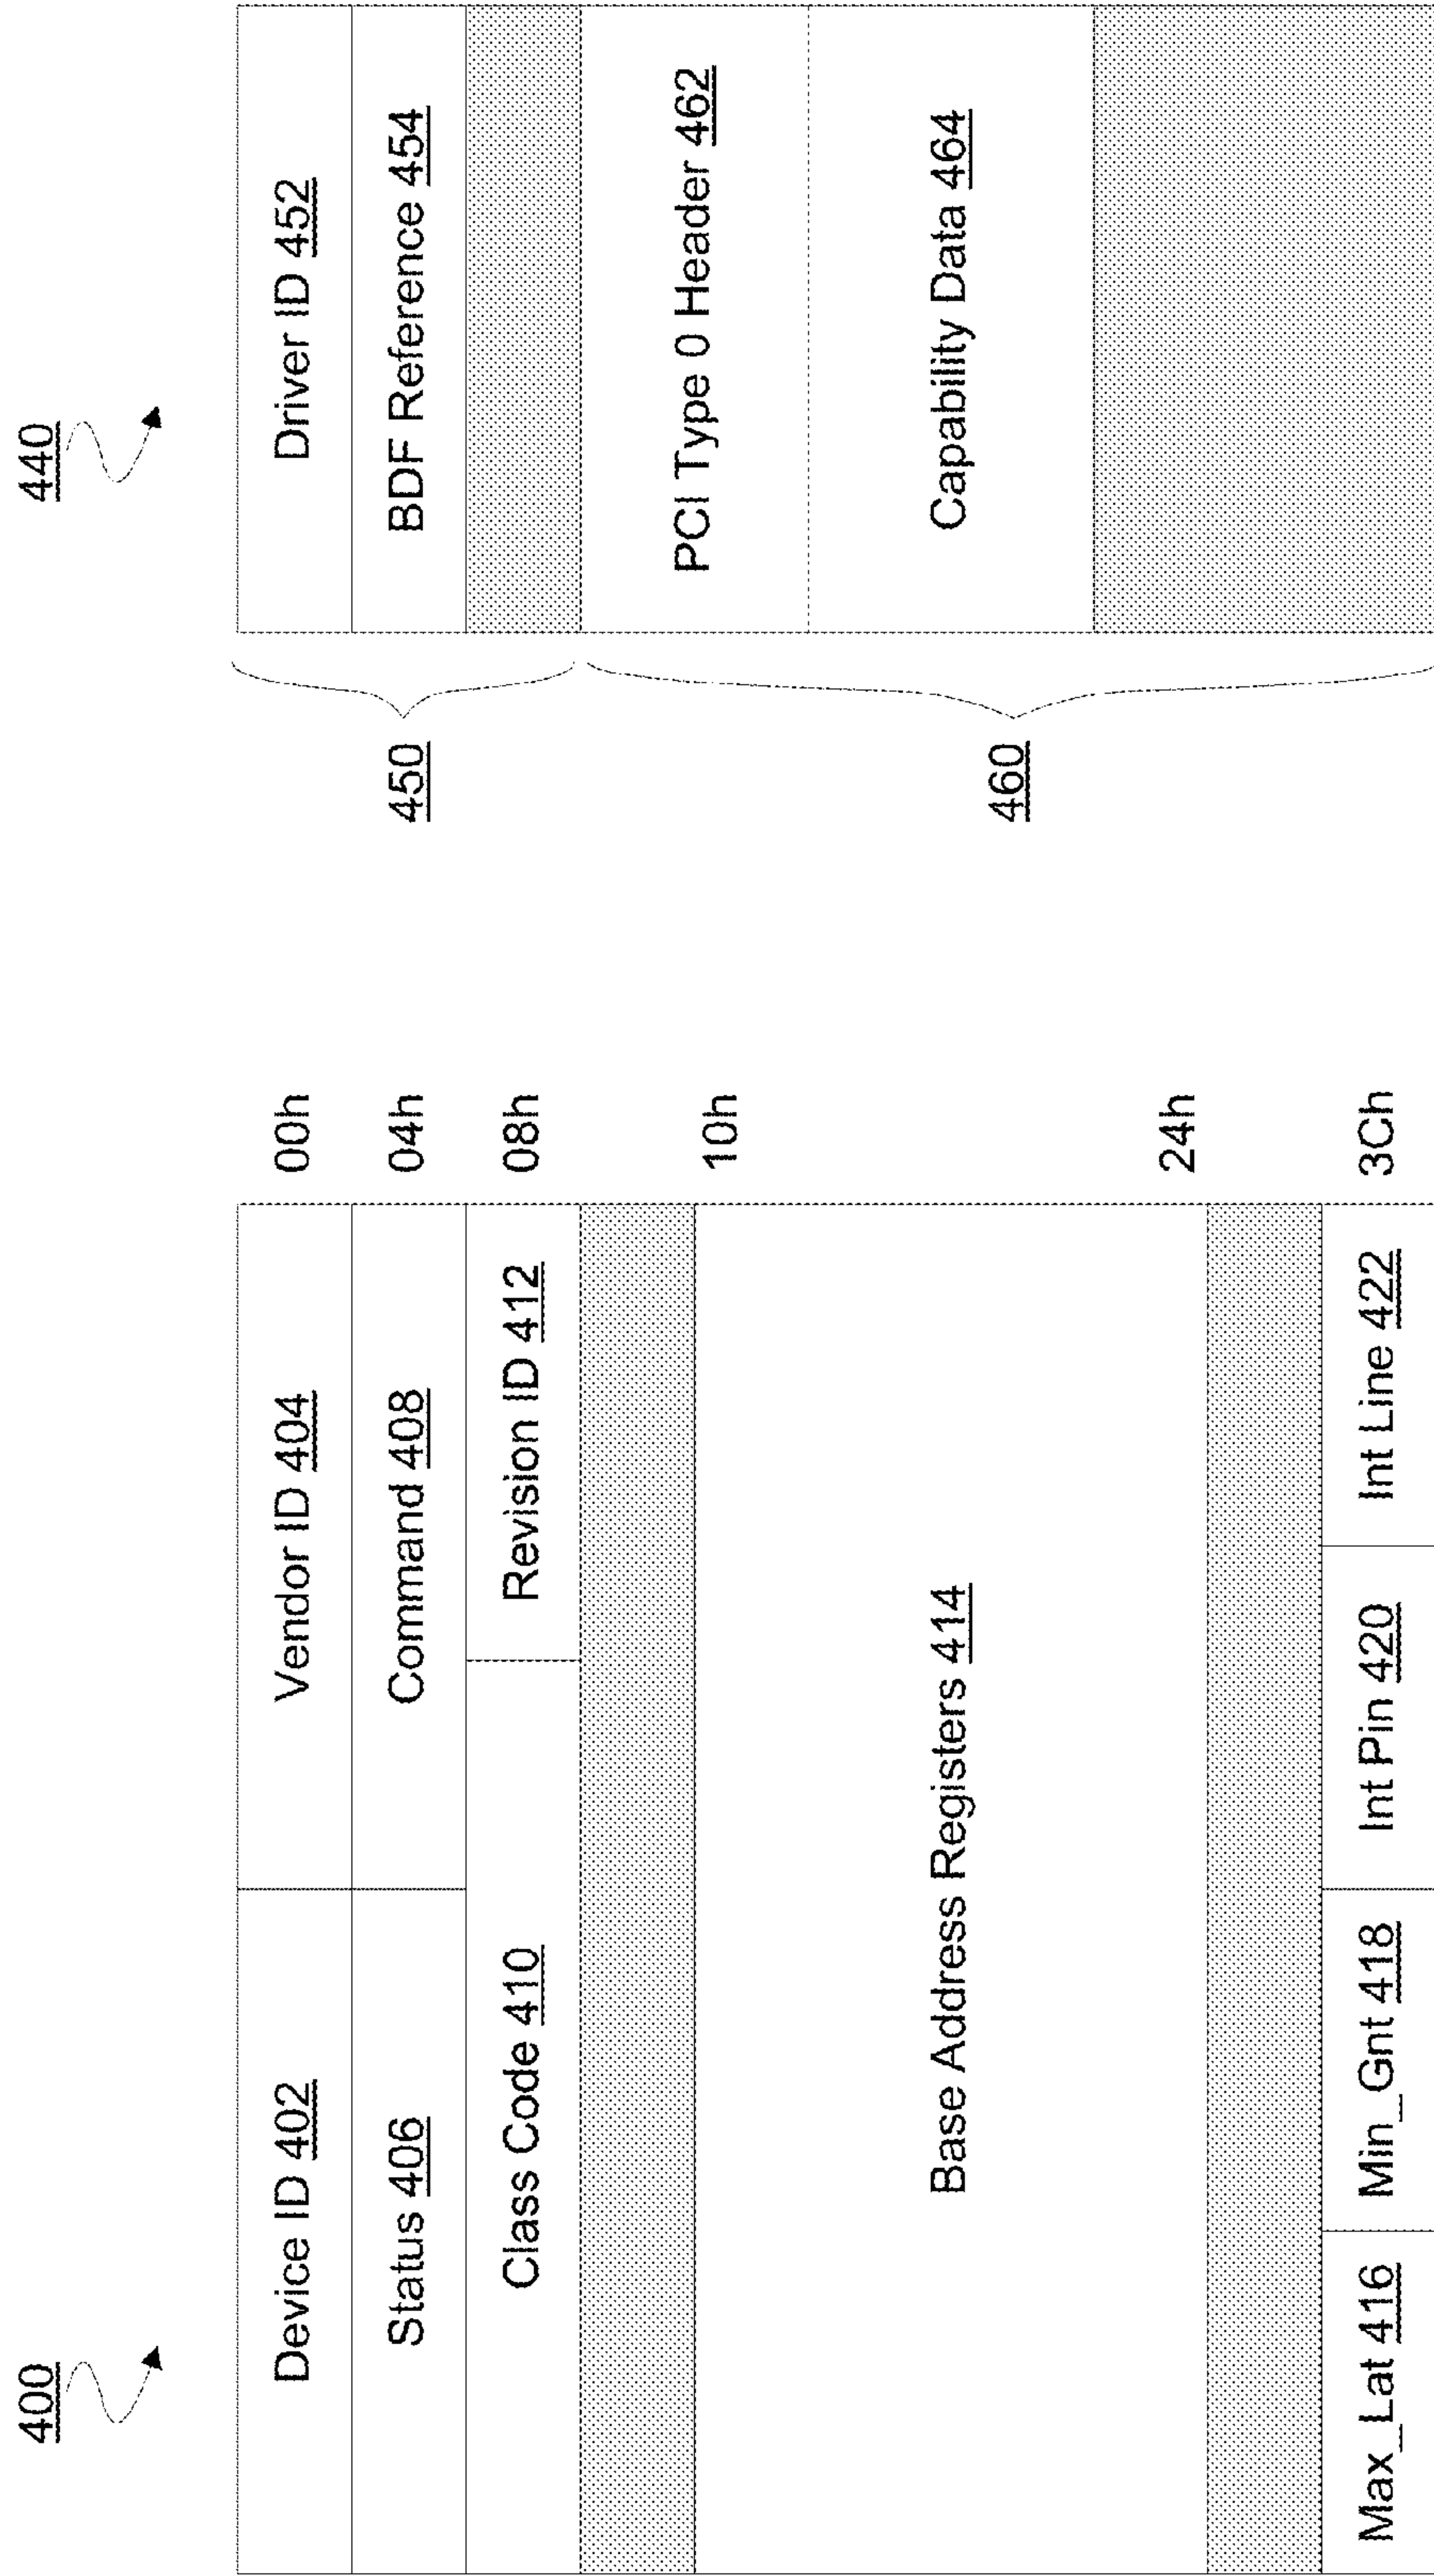 400
Device ID 402 Vendor ID 404 00h
Status 406 Command 408 04h
Class Code 410 Revision ID 412 08h
10h
Base Address Registers 414
24h
Max_Lat 416 Min_Gnt 418 Int Pin 420 Int Line 422 3Ch
440
Driver ID 452
BDF Reference 454
450
PCI Type 0 Header 462
Capability Data 464
460